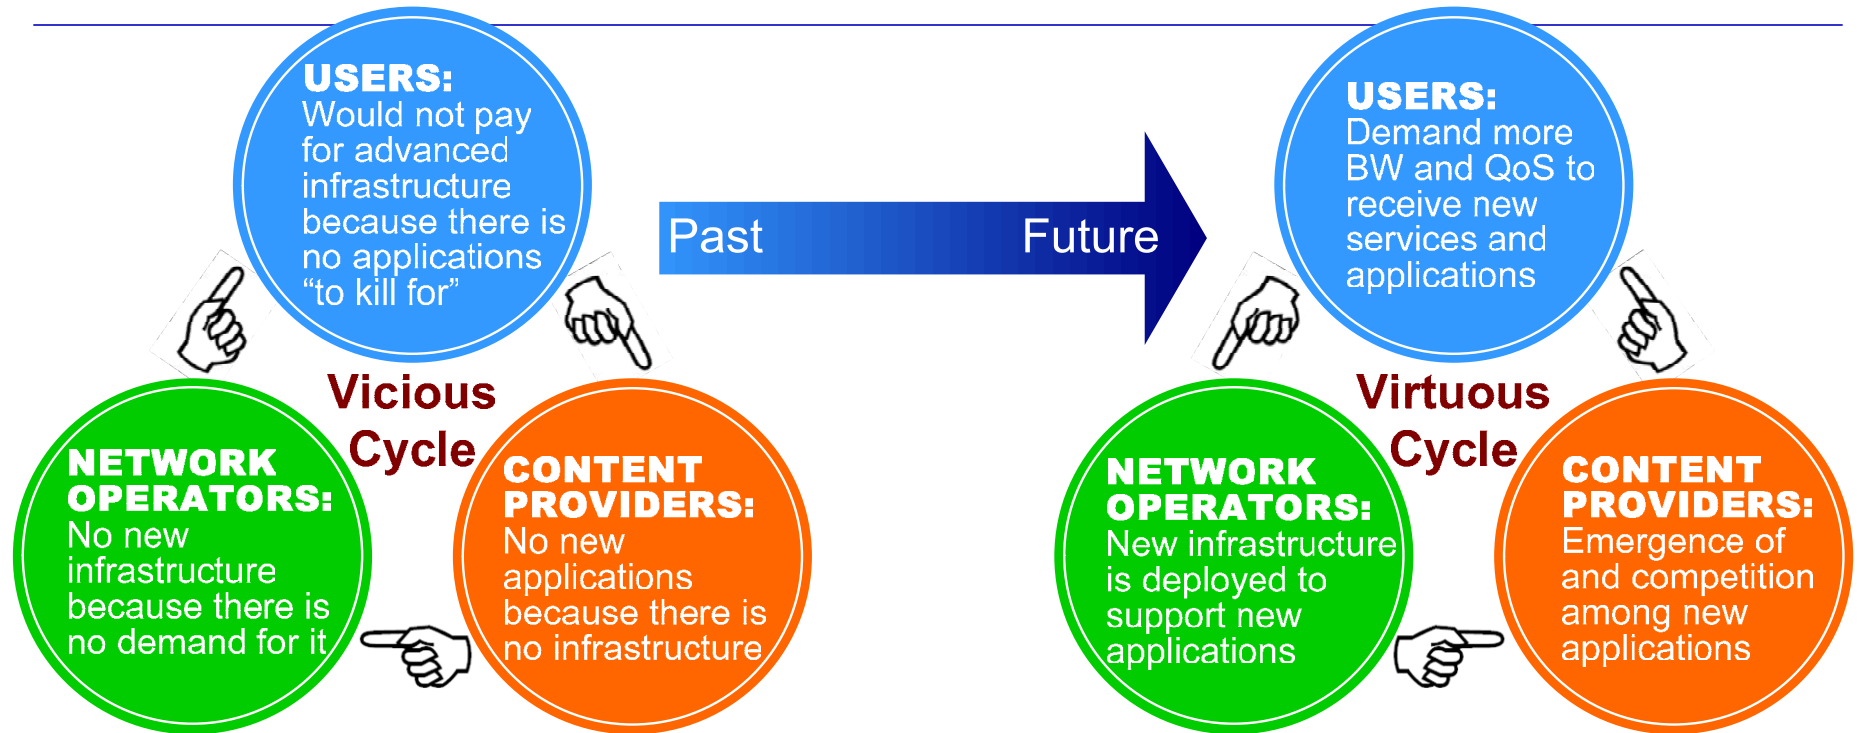 USERS:
Would not pay
for advanced
infrastructure
because there is
no applications
“to kill for”
Vicious
Cycle
NETWORK
OPERATORS:
No new
infrastructure
because there is
no demand for it
CONTENT
PROVIDERS:
No new
applications
because there is
no infrastructure
Past
Future
USERS:
Demand more
BW and QoS to
receive new
services and
applications
Virtuous
Cycle
NETWORK
OPERATORS:
New infrastructure
is deployed to
support new
applications
CONTENT
PROVIDERS:
Emergence of
and competition
among new
applications